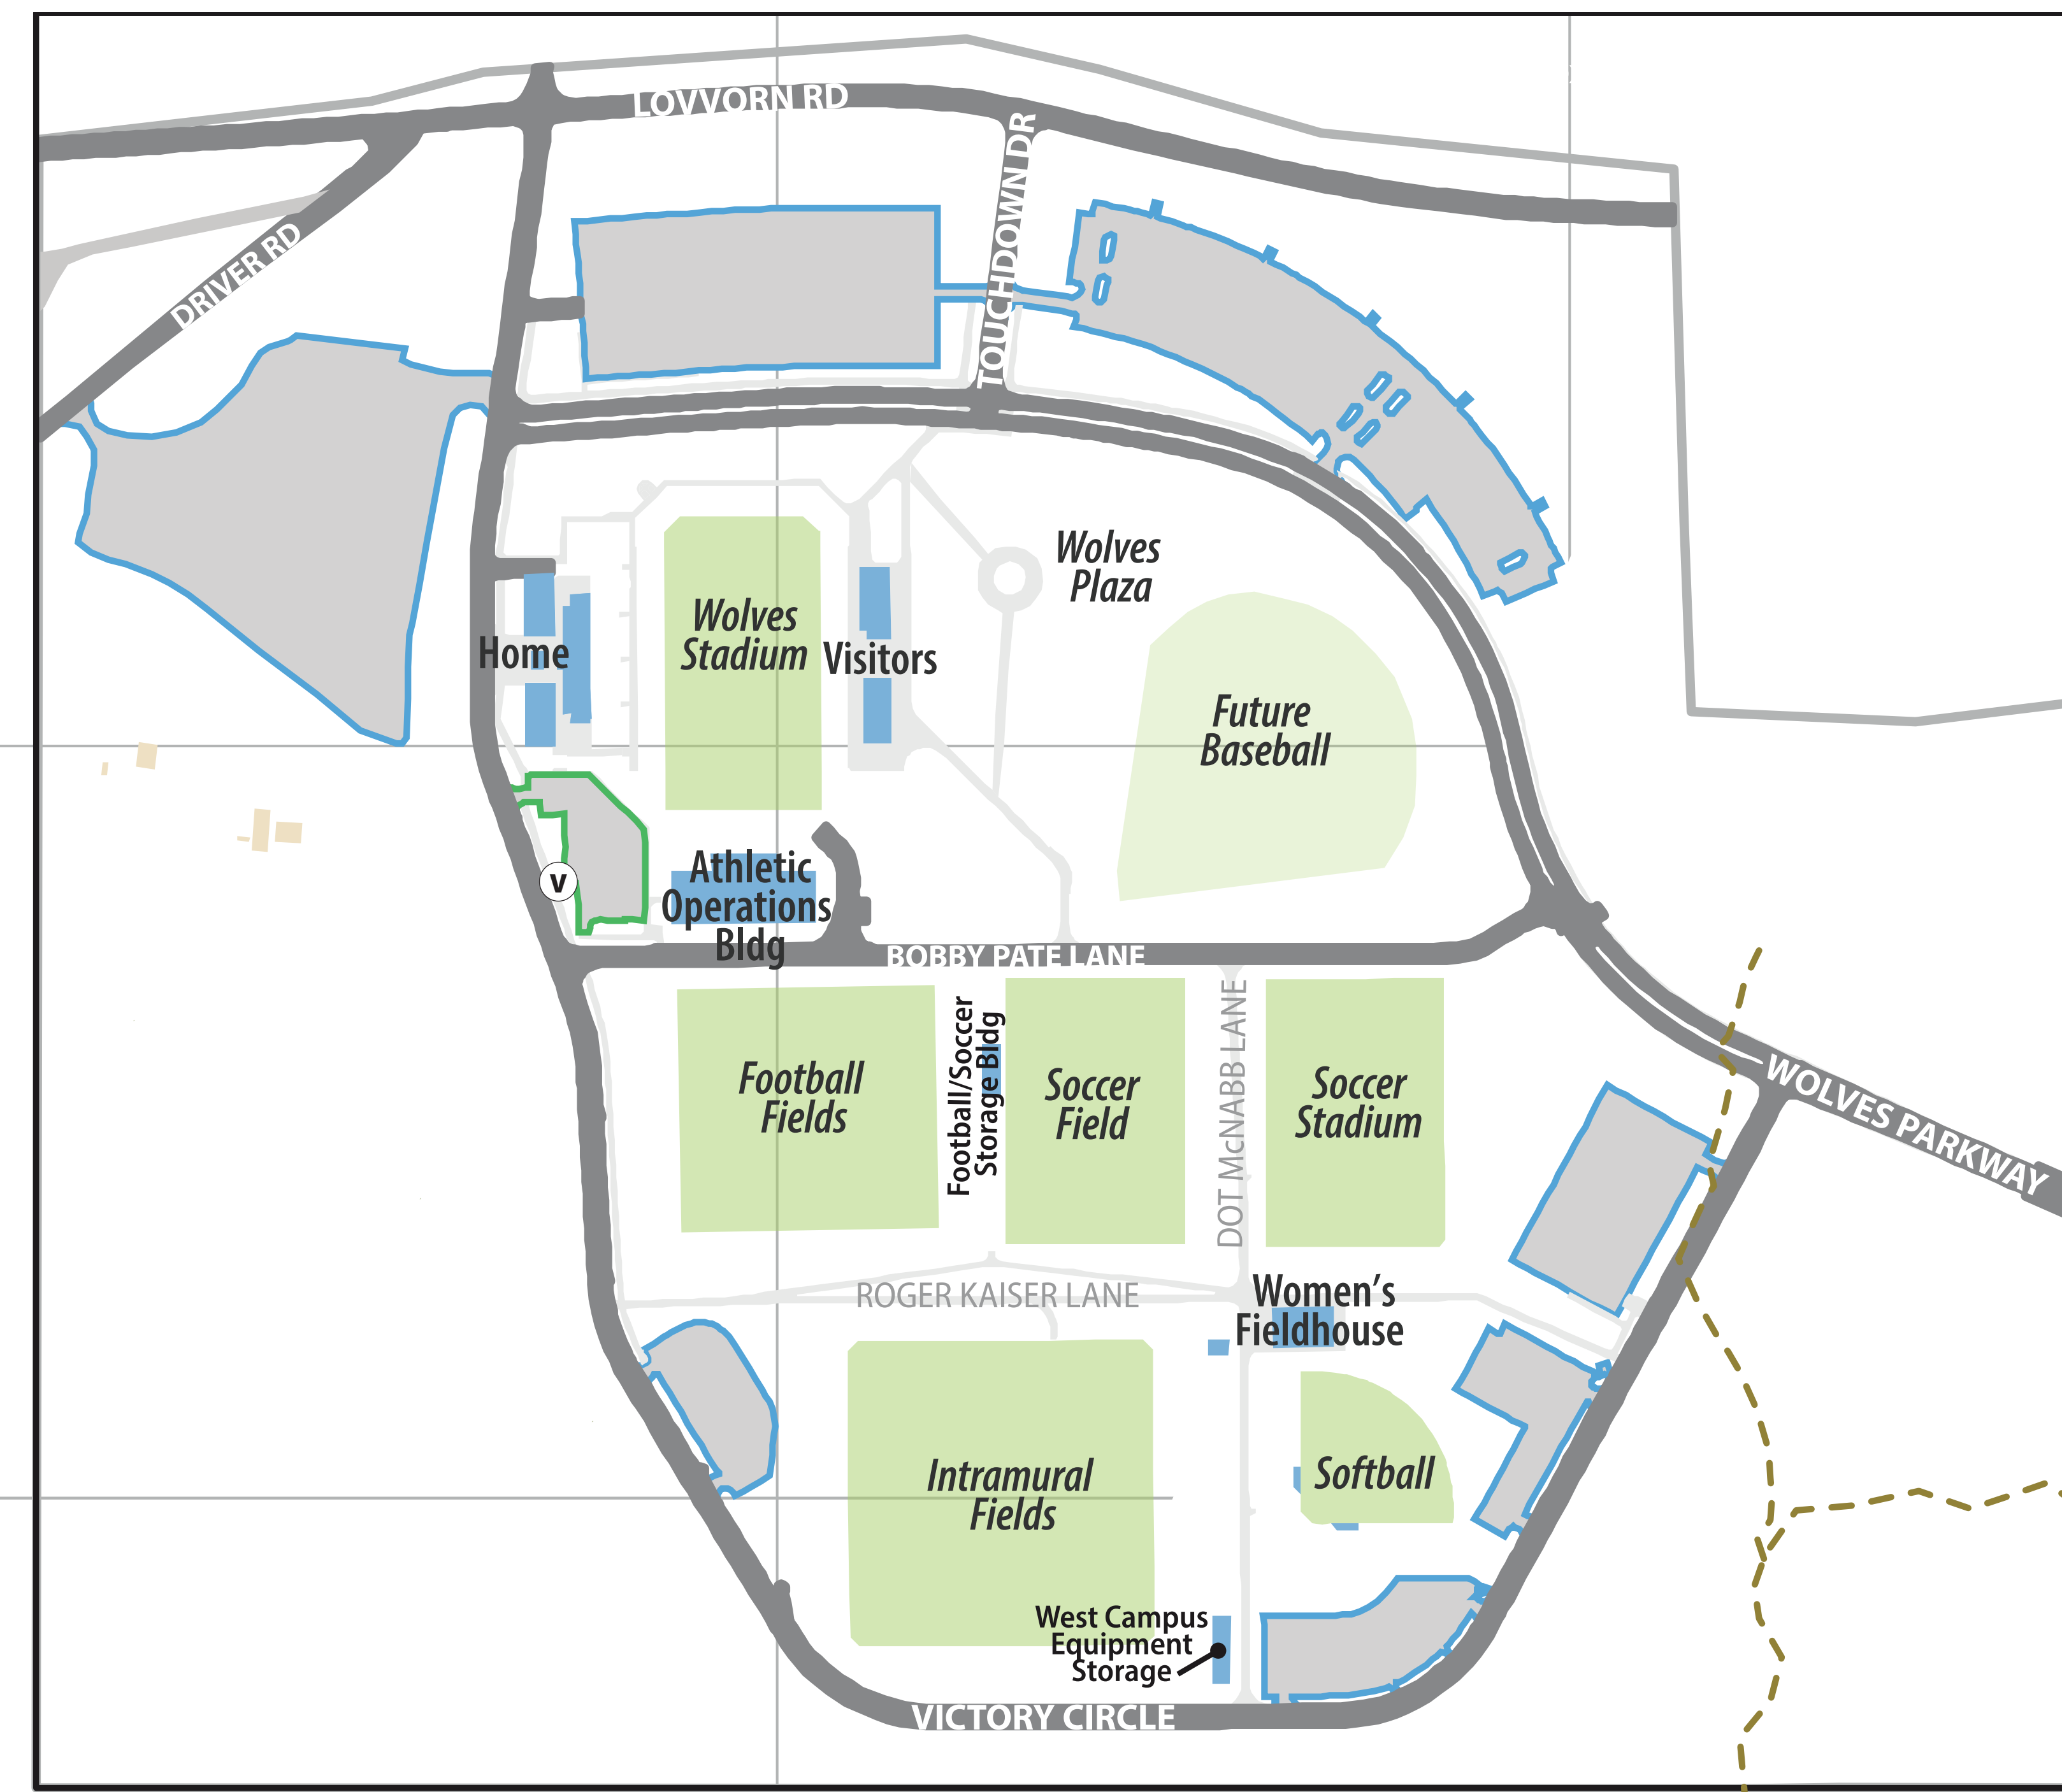 LOVVORN RD
TOUCHDOWN DR
DRIVER RD
Wolves
Plaza
Wolves
Stadium
Home
Visitors
Future
Baseball
Athletic
Operations
Bldg
V
BOBBY PATE LANE
Football
Fields
Football/Soccer
Storage Bldg
Soccer
Field
DOT McNABB LANE
Soccer
Stadium
WOLVES PARKWAY
ROGER KAISER LANE
Women's
Fieldhouse
Intramural
Fields
Softball
West Campus
Equipment
Storage
VICTORY CIRCLE